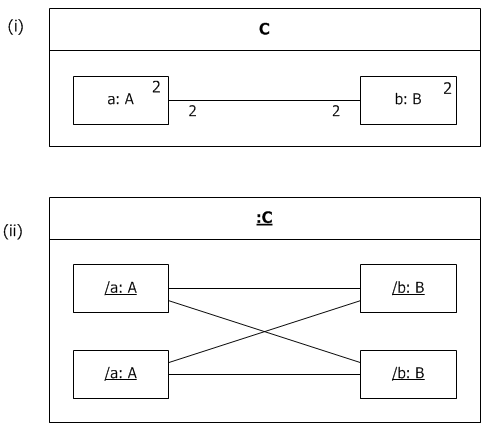 (i)
C
a: A 2
b: B 2
2
2
(ii)
:C
/a: A
/b: B
/a: A
/b: B